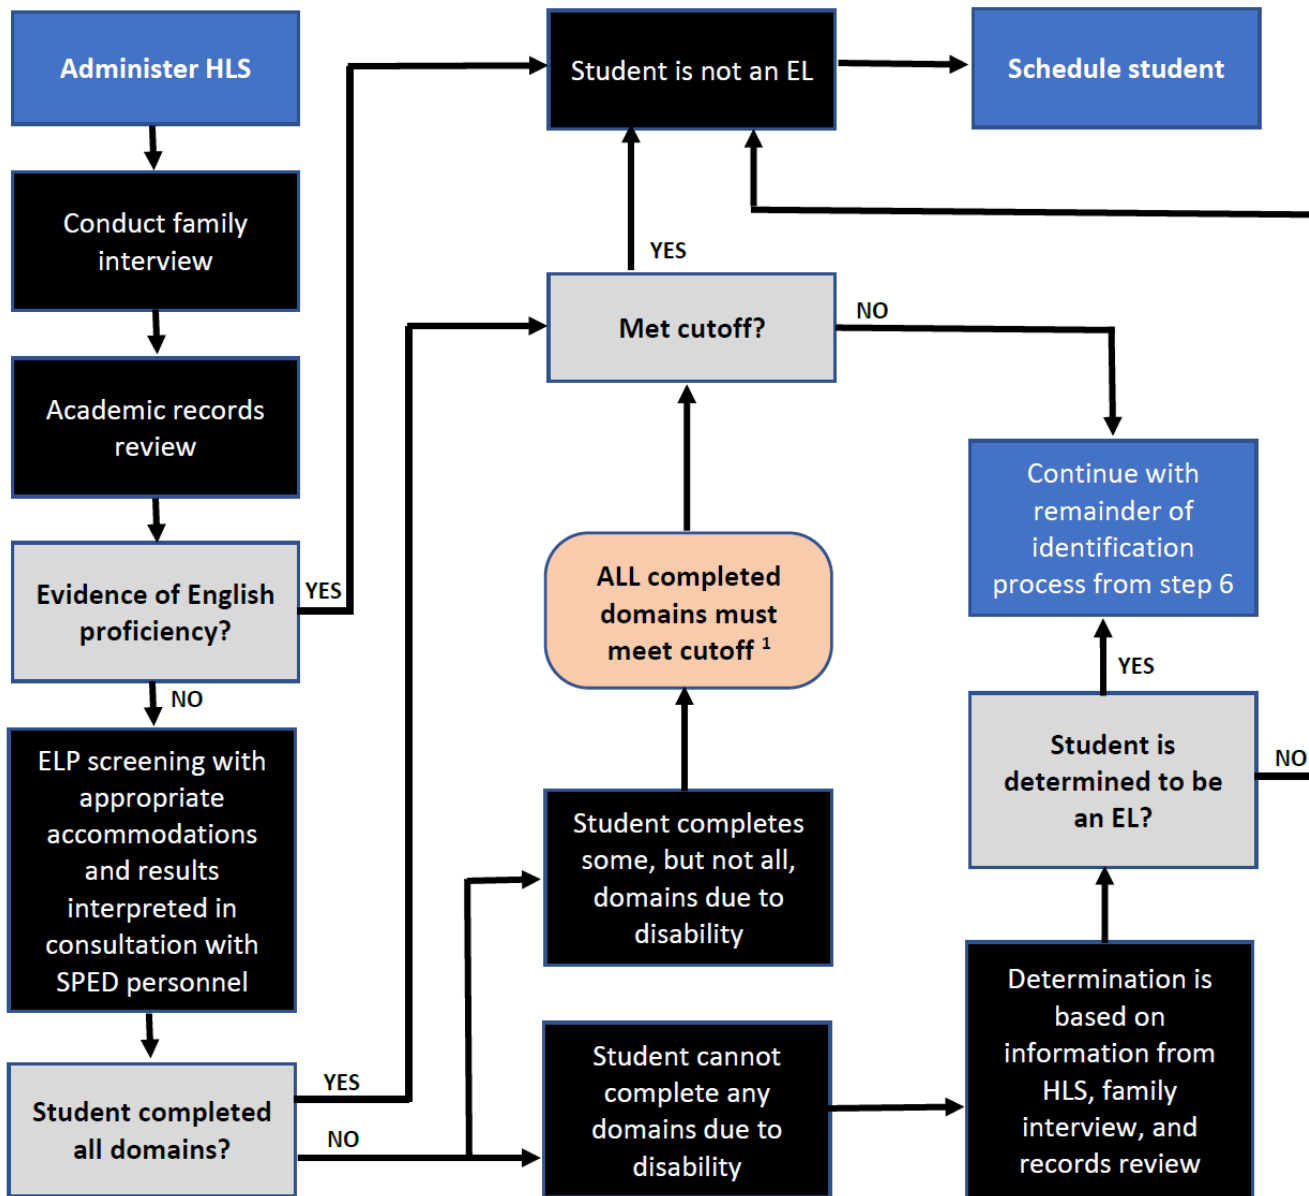 Administer HLS
Student is not an EL
Schedule student
Conduct family
interview
YES
Met cutoff?
NO
Academic records
review
Continue with
remainder of
identification
process from step 6
Evidence of English
proficiency?
YES
ALL completed
domains must
meet cutoff 1
NO
YES
ELP screening with
appropriate
accommodations
and results
interpreted in
consultation with
SPED personnel
Student is
determined to be
an EL?
NO
Student completes
some, but not all,
domains due to
disability
Determination is
based on
information from
HLS, family
interview, and
records review
Student completed
all domains?
YES
NO
Student cannot
complete any
domains due to
disability